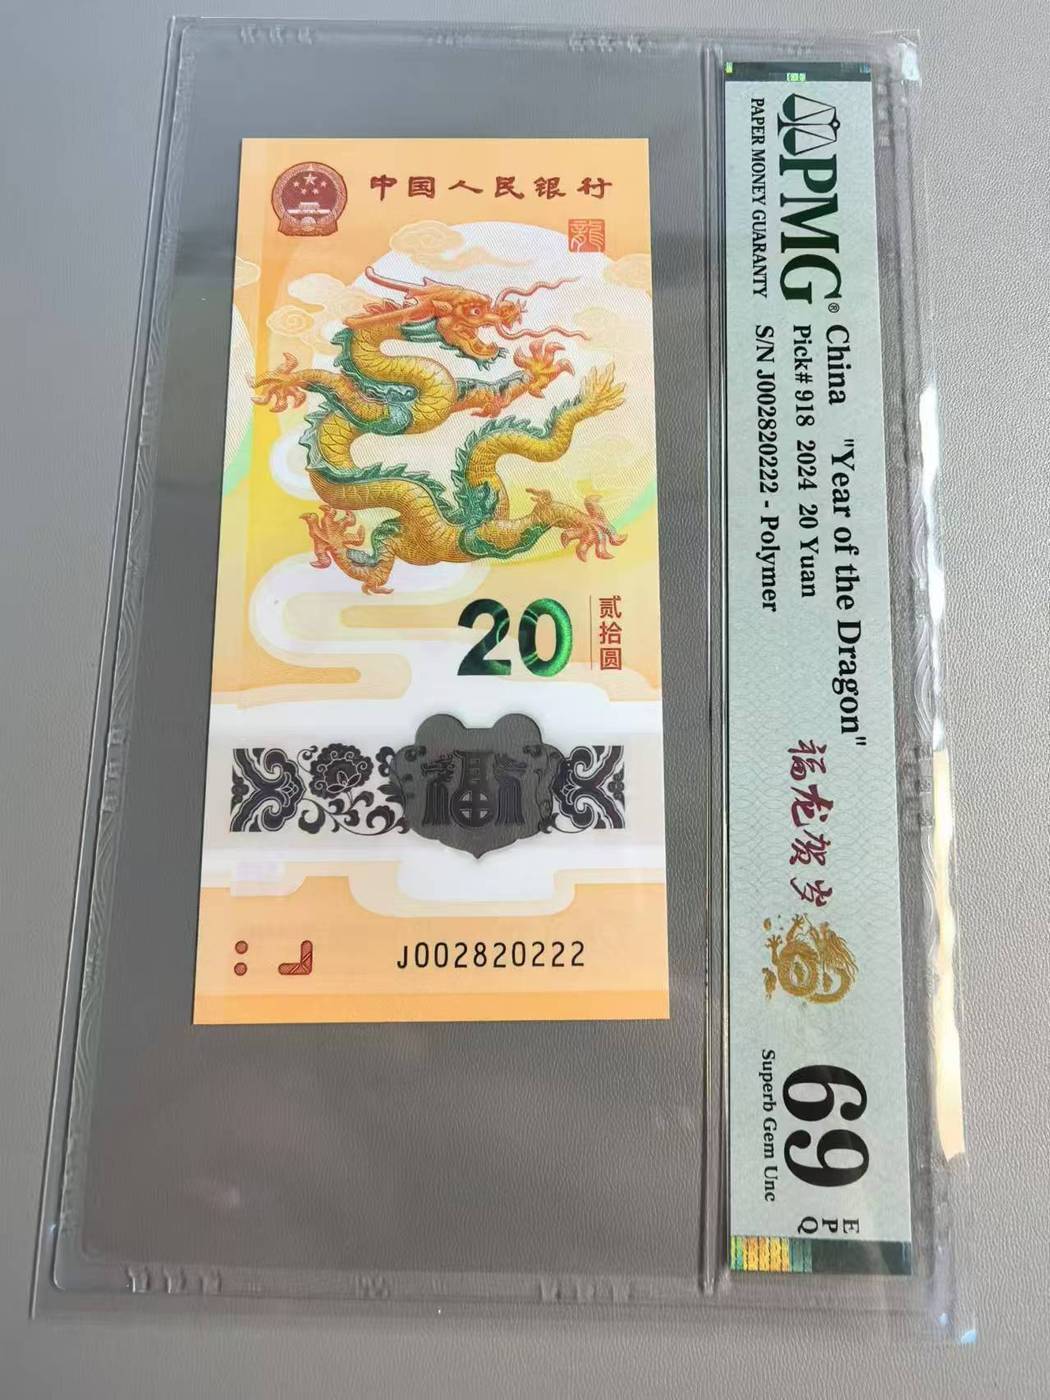 中国人民银行
龍
20
贰拾圆
福
J002820222
PMG®
PAPER MONEY GUARANTY
China "Year of the Dragon"
Pick# 918 2024 20 Yuan
S/N J002820222 - Polymer
福龙贺岁
69
EPQ
Superb Gem Unc